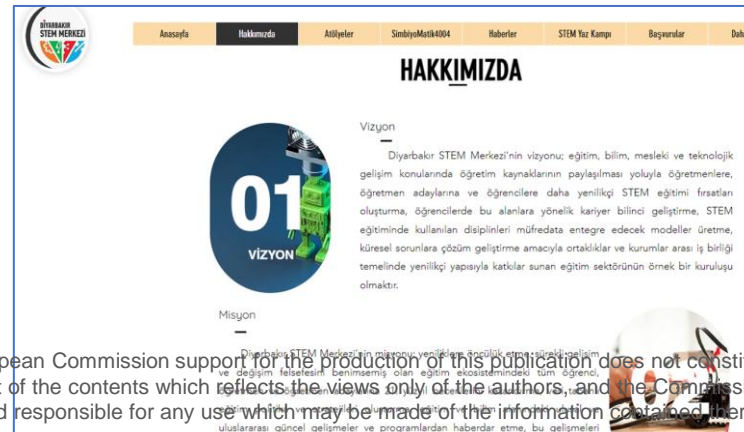 DİYARBAKIR
STEM MERKEZİ
Anasayfa Hakkımızda Atölyeler SimbiyoMatik4004 Haberler STEM Yaz Kampı Başvurular Dah
HAKKIMIZDA
Vizyon
Diyarbakır STEM Merkezi'nin vizyonu; eğitim, bilim, mesleki ve teknolojik
gelişim konularında öğretim kaynaklarının paylaşılması yoluyla öğretmenlere,
öğretmen adaylarına ve öğrencilere daha yenilikçi STEM eğitimi fırsatları
oluşturma, öğrencilerde bu alanlara yönelik kariyer bilinci geliştirme, STEM
eğitiminde kullanılan disiplinleri müfredata entegre edecek modeller üretme,
küresel sorunlara çözüm geliştirme amacıyla ortaklıklar ve kurumlar arası iş birliği
temelinde yenilikçi yapısıyla katkılar sunan eğitim sektörünün örnek bir kuruluşu
olmaktır.
01
VİZYON
Misyon
Diyarbakır STEM Merkezi'nin misyonu; yeniliklere öncülük etme, sürekli gelişim
pean Commission support for the production of this publication does not constit
ve değişim felsefesin benimsemiş olan eğitim ekosistemindeki tüm öğrenci,
t of the contents which reflects the views only of the authors, and the Commissi
d responsible for any use which may be made of the information contained ther
uluslararası güncel gelişmeler ve programlardan haberdar etme, bu gelişmeleri